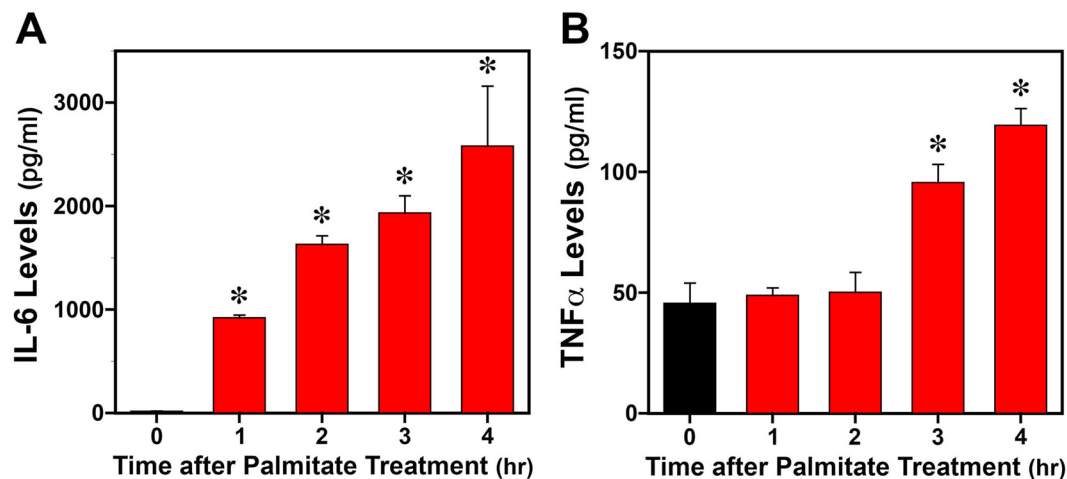 A
IL-6 Levels (pg/ml)
3000
2000
1000
0
*
*
*
*
0 1 2 3 4
Time after Palmitate Treatment (hr)
B
TNFα Levels (pg/ml)
150
100
50
0
*
*
0 1 2 3 4
Time after Palmitate Treatment (hr)